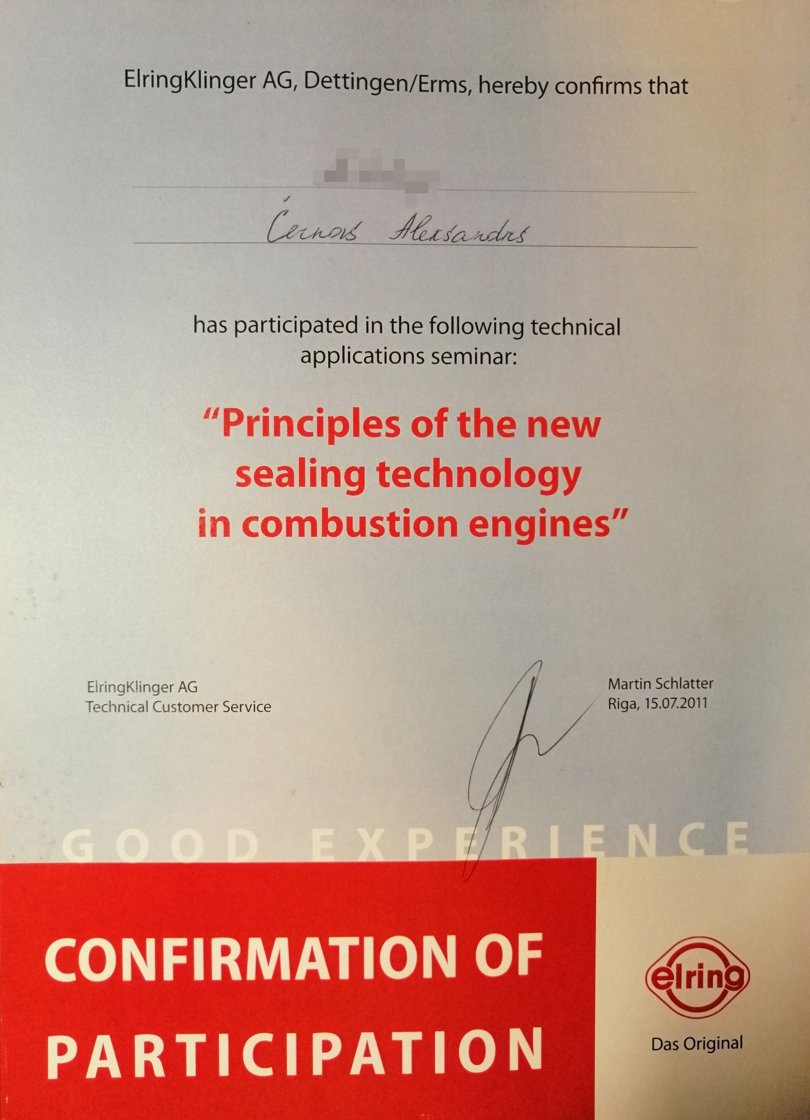 ElringKlinger AG, Dettingen/Erms, hereby confirms that
Černovs Aleksandrs
has participated in the following technical
applications seminar:
“Principles of the new
sealing technology
in combustion engines”
ElringKlinger AG
Technical Customer Service
Martin Schlatter
Riga, 15.07.2011
GOOD EXPERIENCE
CONFIRMATION OF
PARTICIPATION
elring
Das Original